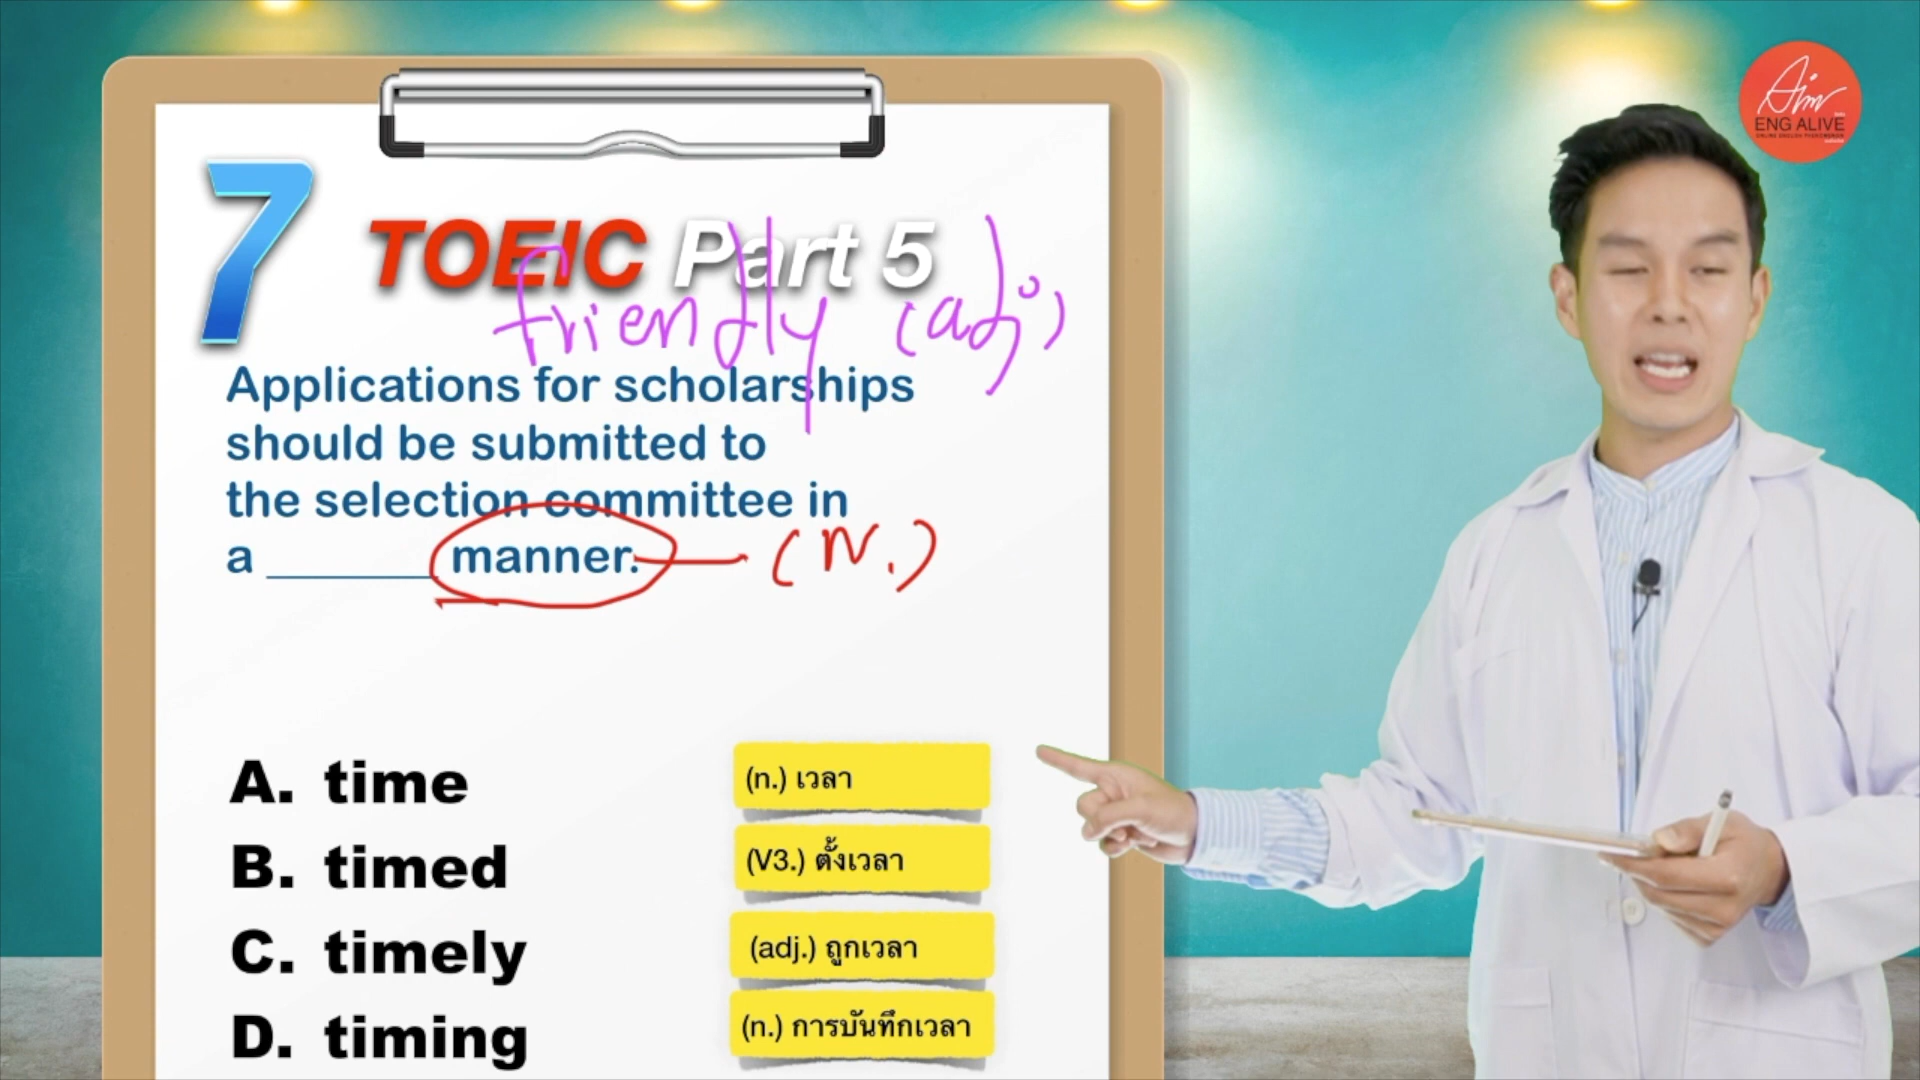 Aim
ENG ALIVE
7
TOEIC Part 5
friendly (adj.)
Applications for scholarships
should be submitted to
the selection committee in
a ________ manner. (N.)
A. time
(n.) เวลา
B. timed
(V3.) ตั้งเวลา
C. timely
(adj.) ถูกเวลา
D. timing
(n.) การบันทึกเวลา